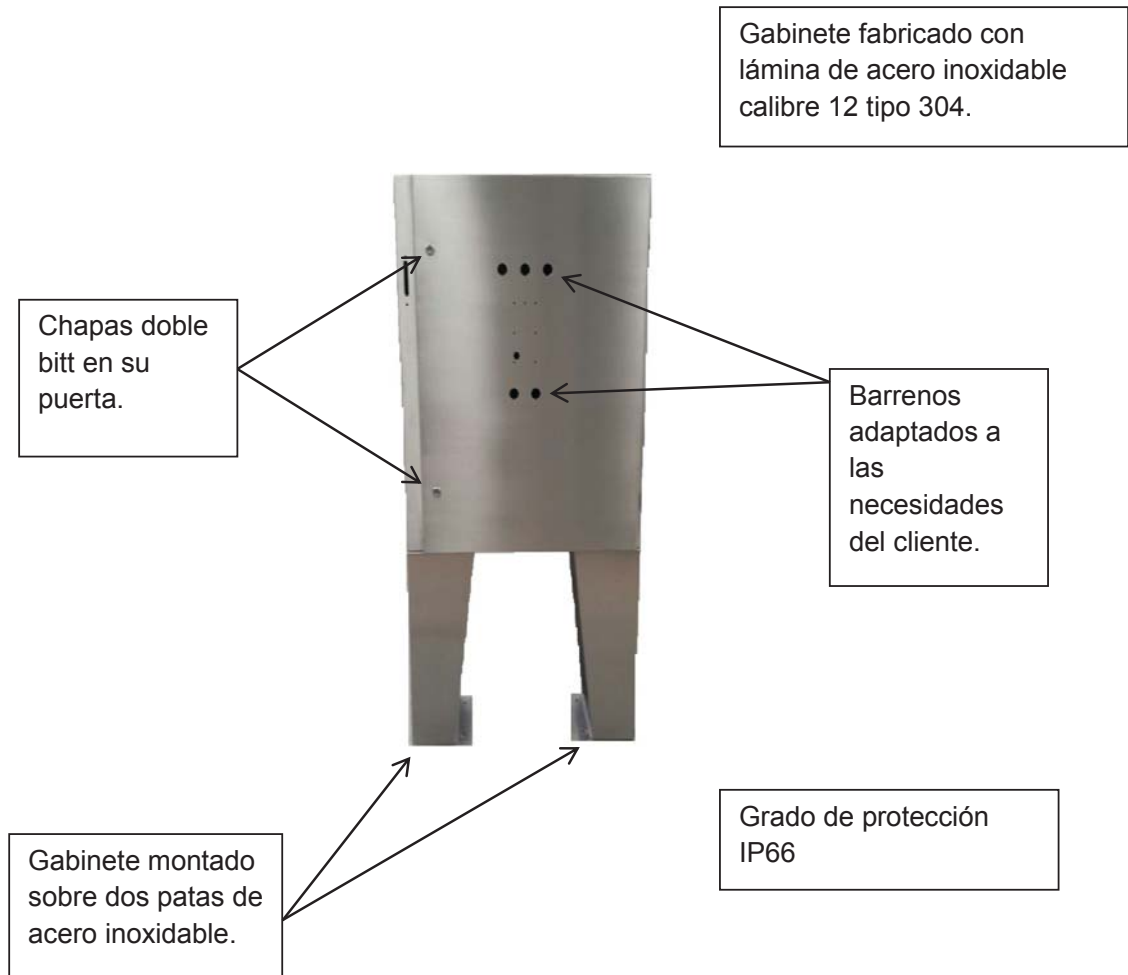 Gabinete fabricado con
lámina de acero inoxidable
calibre 12 tipo 304.
Chapas doble
bitt en su
puerta.
Barrenos
adaptados a
las
necesidades
del cliente.
Grado de protección
IP66
Gabinete montado
sobre dos patas de
acero inoxidable.